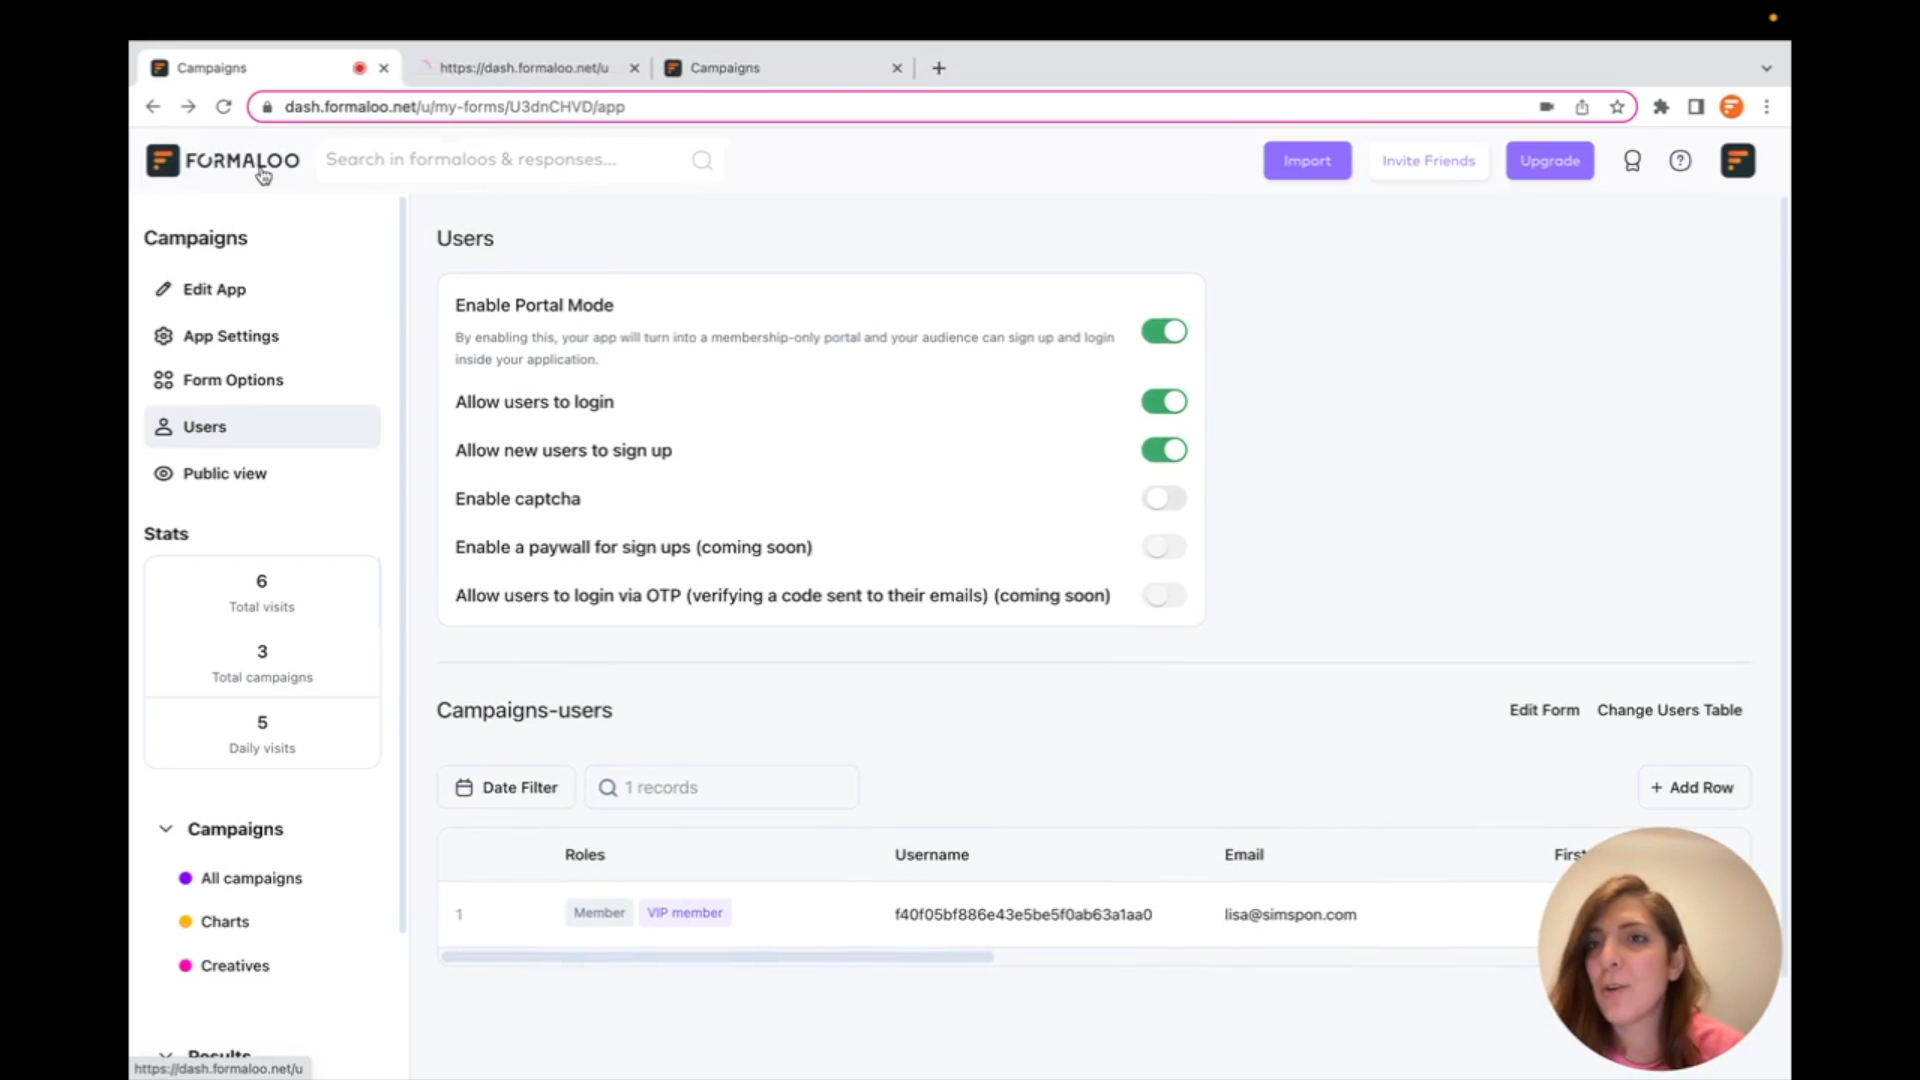 Campaigns
https://dash.formaloo.net/u
Campaigns
dash.formaloo.net/u/my-forms/U3dnCHVD/app
FORMALOO
Search in formaloos & responses...
Import
Invite Friends
Upgrade
Campaigns
Edit App
App Settings
Form Options
Users
Public view
Stats
6
Total visits
3
Total campaigns
5
Daily visits
Campaigns
All campaigns
Charts
Creatives
Results
https://dash.formaloo.net/u
Users
Enable Portal Mode
By enabling this, your app will turn into a membership-only portal and your audience can sign up and login
inside your application.
Allow users to login
Allow new users to sign up
Enable captcha
Enable a paywall for sign ups (coming soon)
Allow users to login via OTP (verifying a code sent to their emails) (coming soon)
Campaigns-users
Edit Form
Change Users Table
Date Filter
1 records
+ Add Row
Roles
Username
Email
First
1
Member
VIP member
f40f05bf886e43e5be5f0ab63a1aa0
lisa@simspon.com